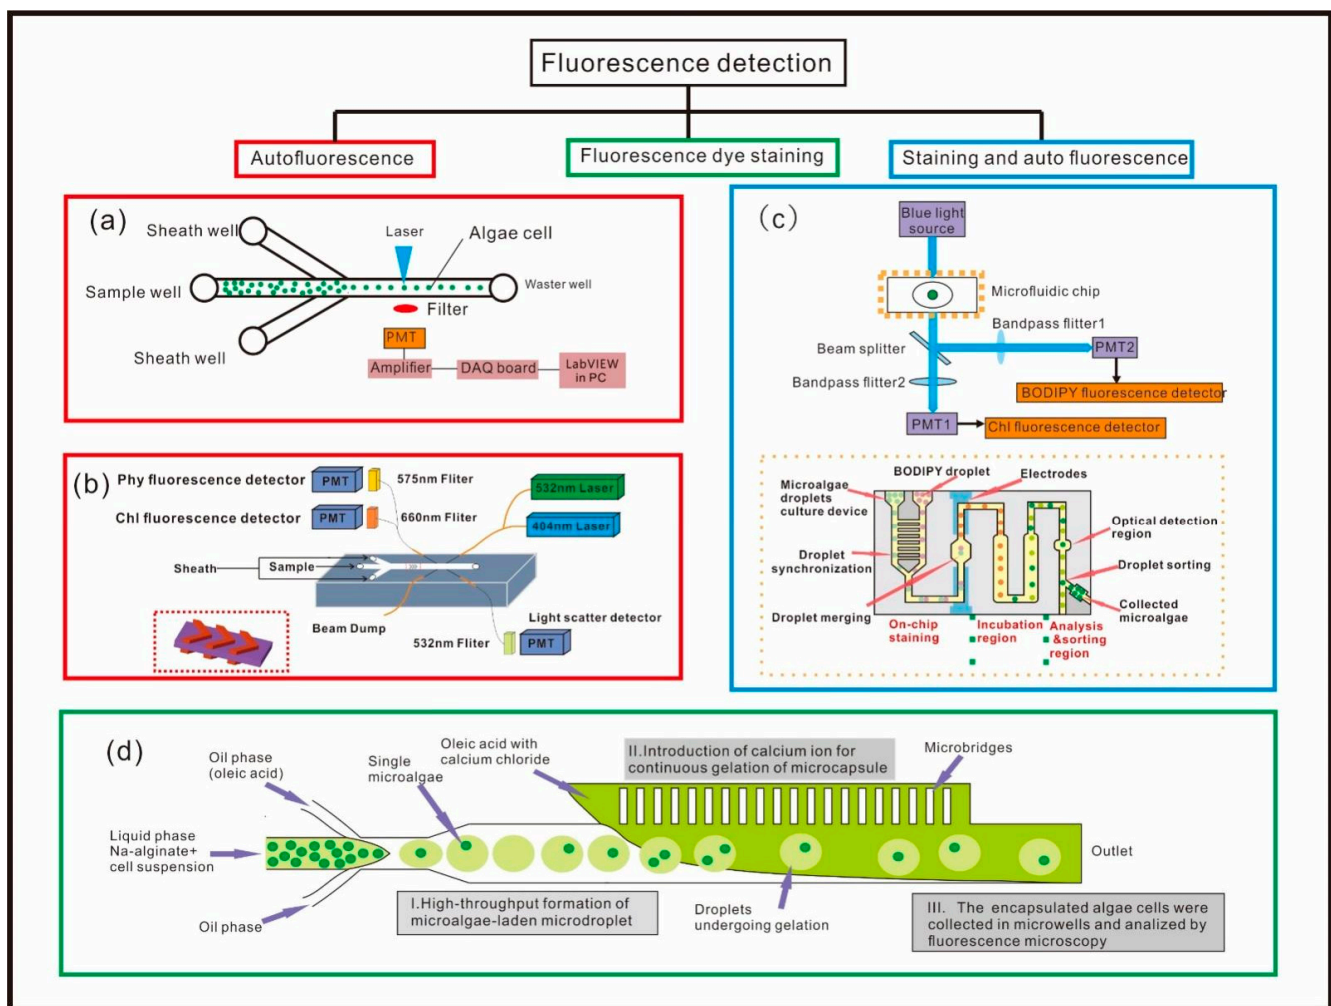 Fluorescence detection
Autofluorescence
Fluorescence dye staining
Staining and auto fluorescence
(a)
Sheath well
Laser
Algae cell
Sample well
Waster well
Filter
Sheath well
PMT
Amplifier
DAQ board
LabVIEW
in PC
(b)
Phy fluorescence detector
PMT
575nm Fliter
532nm Laser
Chl fluorescence detector
PMT
660nm Fliter
404nm Laser
Sheath
Sample
Beam Dump
Light scatter detector
532nm Fliter
PMT
(c)
Blue light
source
Microfluidic chip
Bandpass flitter1
Beam splitter
PMT2
Bandpass flitter2
BODIPY fluorescence detector
PMT1
Chl fluorescence detector
Microalgae
droplets
culture device
BODIPY droplet
Electrodes
Optical detection
region
Droplet
synchronization
Droplet sorting
Droplet merging
Collected
microalgae
On-chip
staining
Incubation
region
Analysis
&sorting
region
(d)
Oil phase
(oleic acid)
Single
microalgae
Oleic acid with
calcium chloride
II.Introduction of calcium ion for
continuous gelation of microcapsule
Microbridges
Liquid phase
Na-alginate+
cell suspension
Outlet
Oil phase
I.High-throughput formation of
microalgae-laden microdroplet
Droplets
undergoing gelation
III. The encapsulated algae cells were
collected in microwells and analized by
fluorescence microscopy